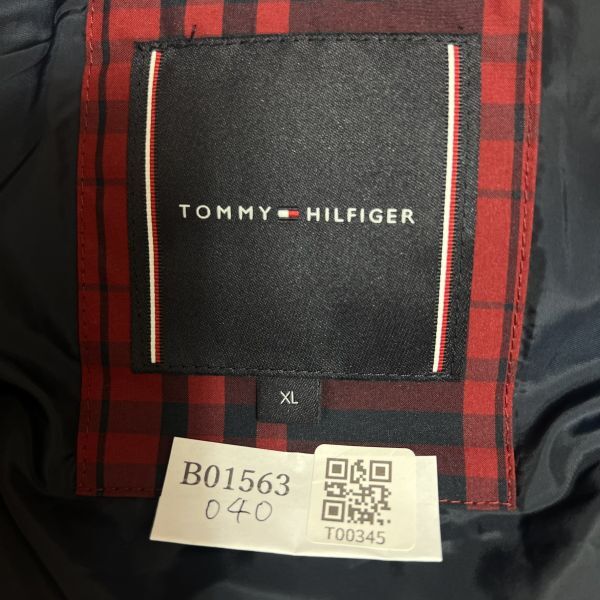 TOMMY HILFIGER
XL
B01563
040
T00345